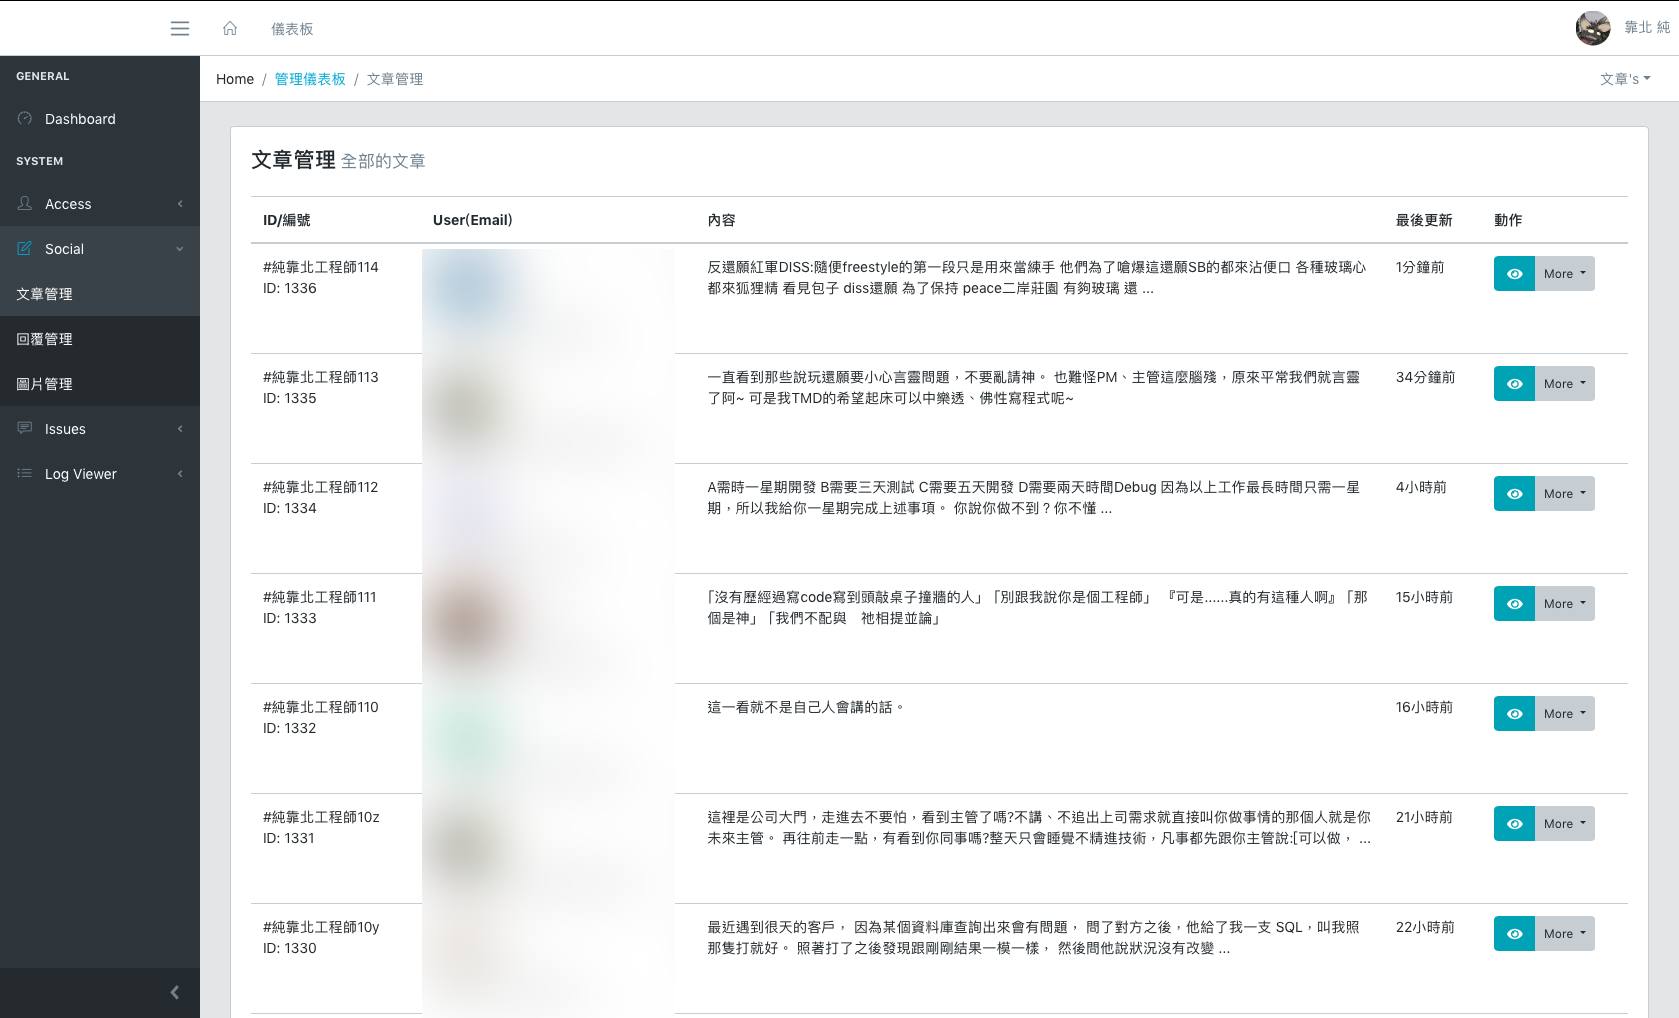 儀表板
靠北 純
GENERAL
Dashboard
SYSTEM
Access
Social
文章管理
回覆管理
圖片管理
Issues
Log Viewer
Home / 管理儀表板 / 文章管理
文章's
文章管理 全部的文章
ID/編號 User(Email) 內容 最後更新 動作
#純靠北工程師114
ID: 1336
反還願紅軍DISS:隨便freestyle的第一段只是用來當練手 他們為了嗆爆這還願SB的都來沾便口 各種玻璃心
都來狐狸精 看見包子 diss還願 為了保持 peace二岸莊園 有夠玻璃 還 ...
1分鐘前
More
#純靠北工程師113
ID: 1335
一直看到那些說玩還願要小心言靈問題，不要亂請神。 也難怪PM、主管這麼腦殘，原來平常我們就言靈
了阿~ 可是我TMD的希望起床可以中樂透、佛性寫程式呢~
34分鐘前
More
#純靠北工程師112
ID: 1334
A需時一星期開發 B需要三天測試 C需要五天開發 D需要兩天時間Debug 因為以上工作最長時間只需一星
期，所以我給你一星期完成上述事項。 你說你做不到？你不懂 ...
4小時前
More
#純靠北工程師111
ID: 1333
「沒有歷經過寫code寫到頭敲桌子撞牆的人」「別跟我說你是個工程師」 『可是......真的有這種人啊』「那
個是神」「我們不配與　祂相提並論」
15小時前
More
#純靠北工程師110
ID: 1332
這一看就不是自己人會講的話。
16小時前
More
#純靠北工程師10z
ID: 1331
這裡是公司大門，走進去不要怕，看到主管了嗎?不講、不追出上司需求就直接叫你做事情的那個人就是你
未來主管。 再往前走一點，有看到你同事嗎?整天只會睡覺不精進技術，凡事都先跟你主管說:[可以做， ...
21小時前
More
#純靠北工程師10y
ID: 1330
最近遇到很天的客戶， 因為某個資料庫查詢出來會有問題， 問了對方之後，他給了我一支 SQL，叫我照
那隻打就好。 照著打了之後發現跟剛剛結果一模一樣， 然後問他說狀況沒有改變 ...
22小時前
More